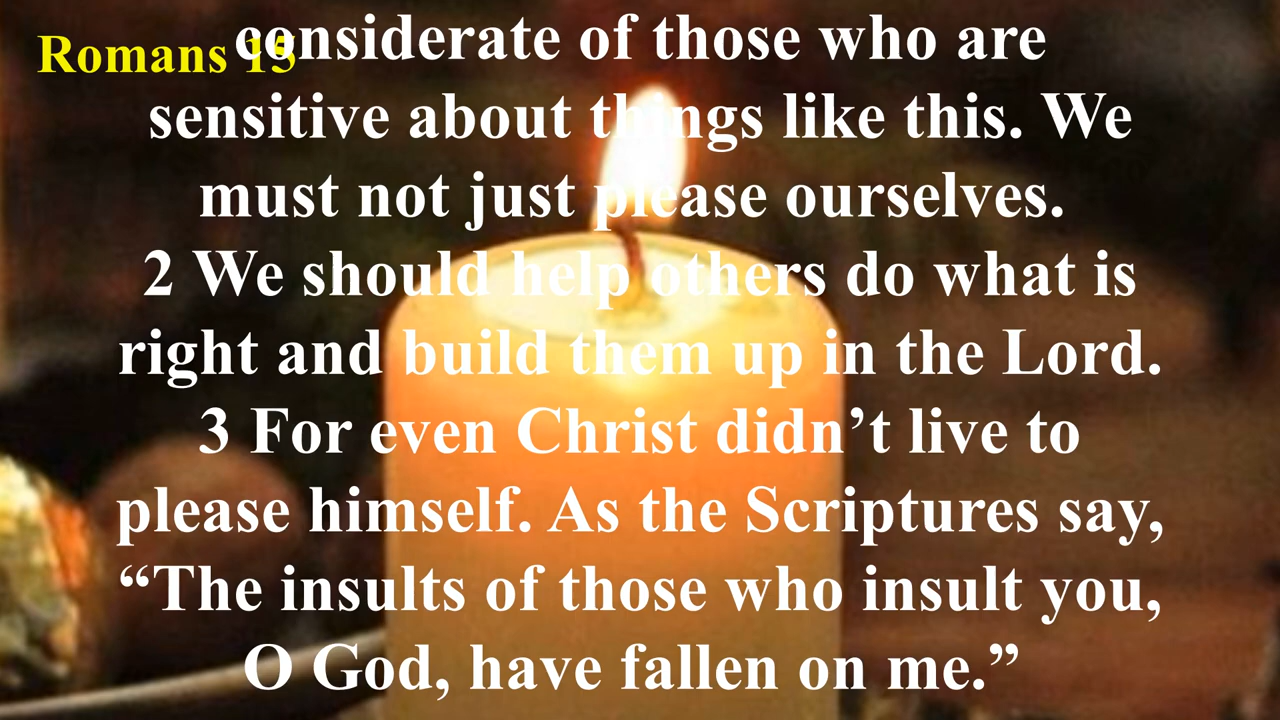 Romans 15
considerate of those who are
sensitive about things like this. We
must not just please ourselves.
2 We should help others do what is
right and build them up in the Lord.
3 For even Christ didn’t live to
please himself. As the Scriptures say,
“The insults of those who insult you,
O God, have fallen on me.”